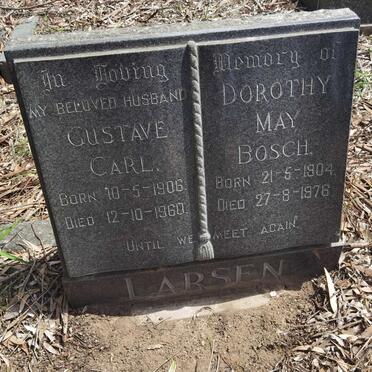 In Loving
Memory of
MY BELOVED HUSBAND
GUSTAVE
CARL.
BORN 10-5-1906.
DIED 12-10-1960.
DOROTHY
MAY
BOSCH.
BORN 21-5-1904.
DIED 27-8-1976.
UNTIL WE MEET AGAIN.
LARSEN